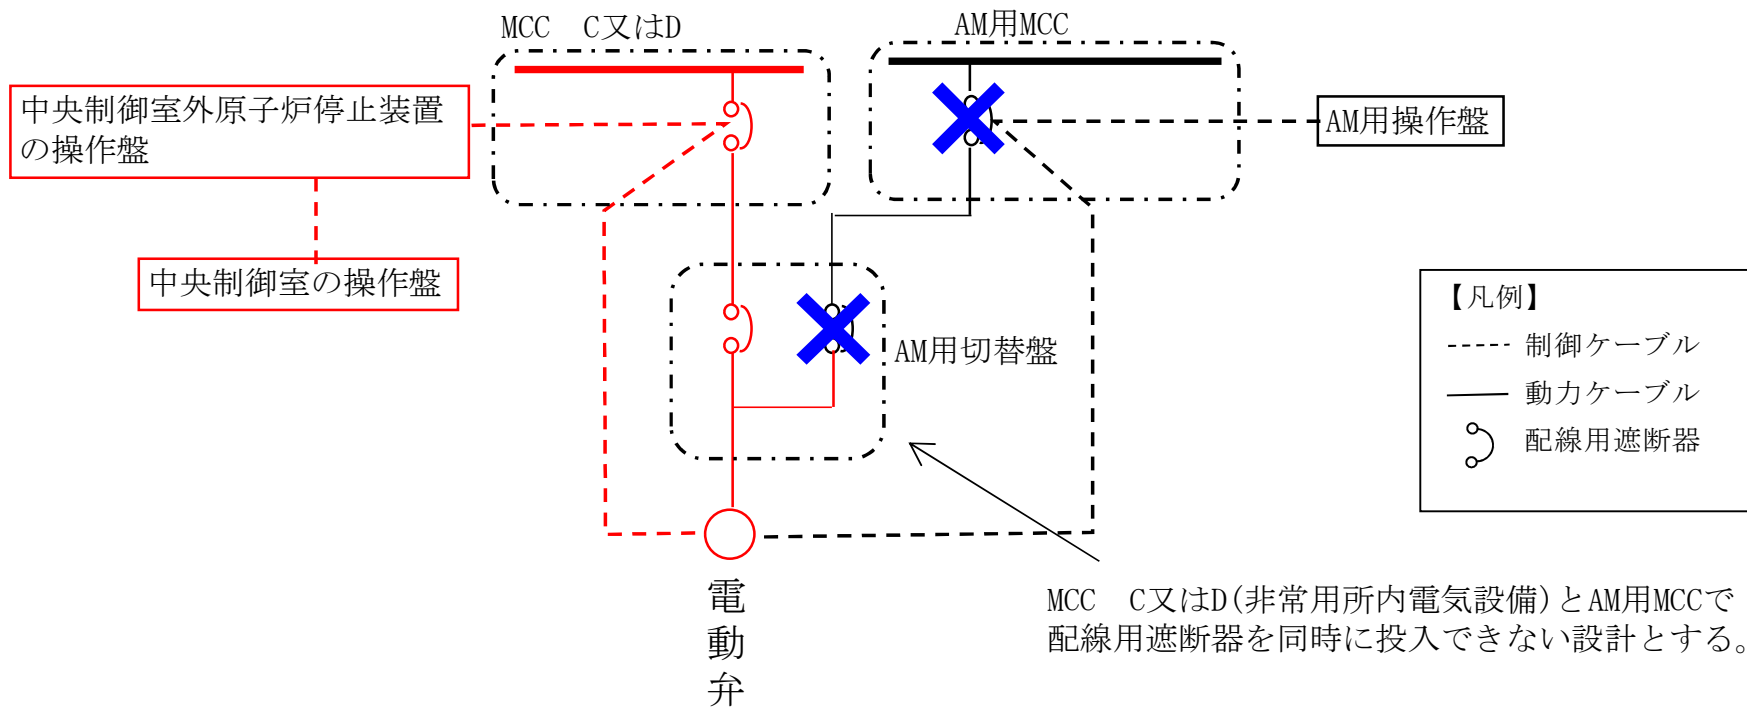 MCC　C又はD
AM用MCC
中央制御室外原子炉停止装置
の操作盤
AM用操作盤
中央制御室の操作盤
【凡例】
制御ケーブル
動力ケーブル
配線用遮断器
AM用切替盤
電動弁
MCC　C又はD(非常用所内電気設備)とAM用MCCで
配線用遮断器を同時に投入できない設計とする。